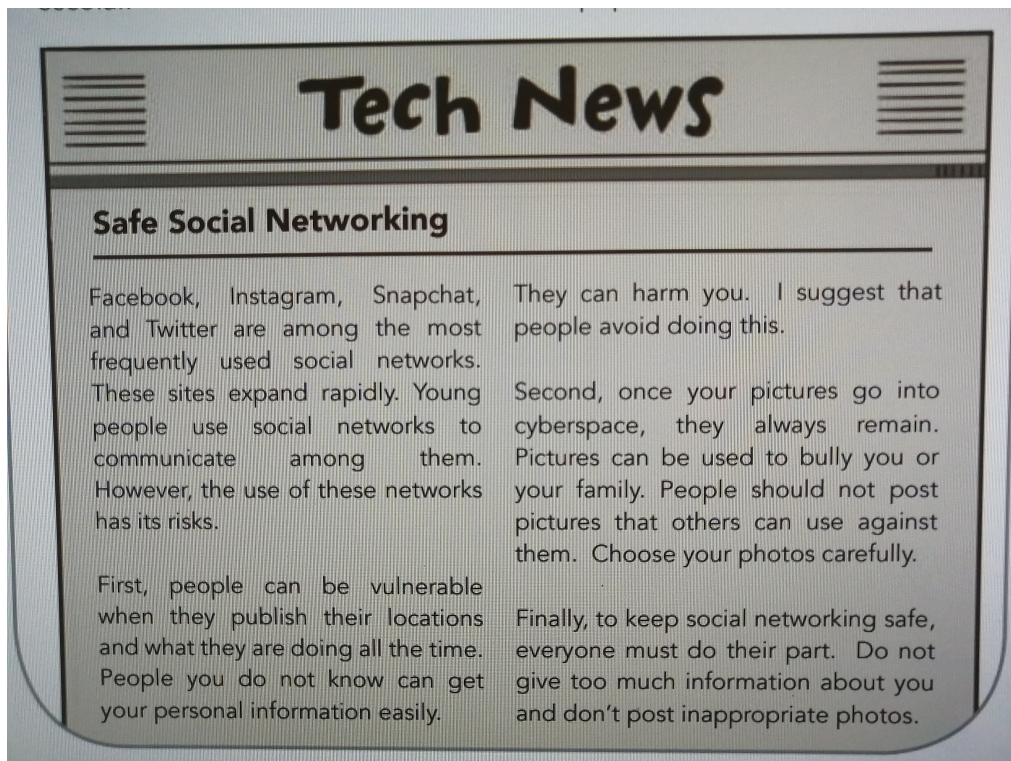 Tech News
Safe Social Networking
Facebook, Instagram, Snapchat,
and Twitter are among the most
frequently used social networks.
These sites expand rapidly. Young
people use social networks to
communicate among them.
However, the use of these networks
has its risks.
First, people can be vulnerable
when they publish their locations
and what they are doing all the time.
People you do not know can get
your personal information easily.
They can harm you. I suggest that
people avoid doing this.
Second, once your pictures go into
cyberspace, they always remain.
Pictures can be used to bully you or
your family. People should not post
pictures that others can use against
them. Choose your photos carefully.
Finally, to keep social networking safe,
everyone must do their part. Do not
give too much information about you
and don't post inappropriate photos.